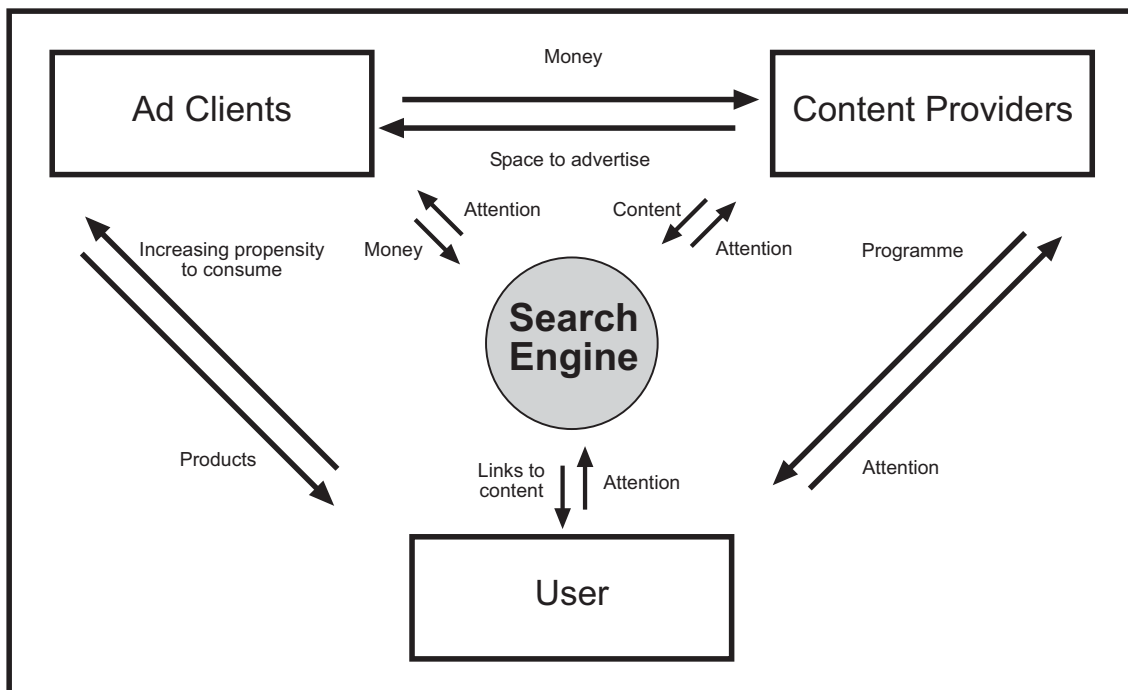 Money
Ad Clients
Content Providers
Space to advertise
Attention
Content
Money
Attention
Increasing propensity
to consume
Programme
Search
Engine
Products
Links to
content
Attention
Attention
User